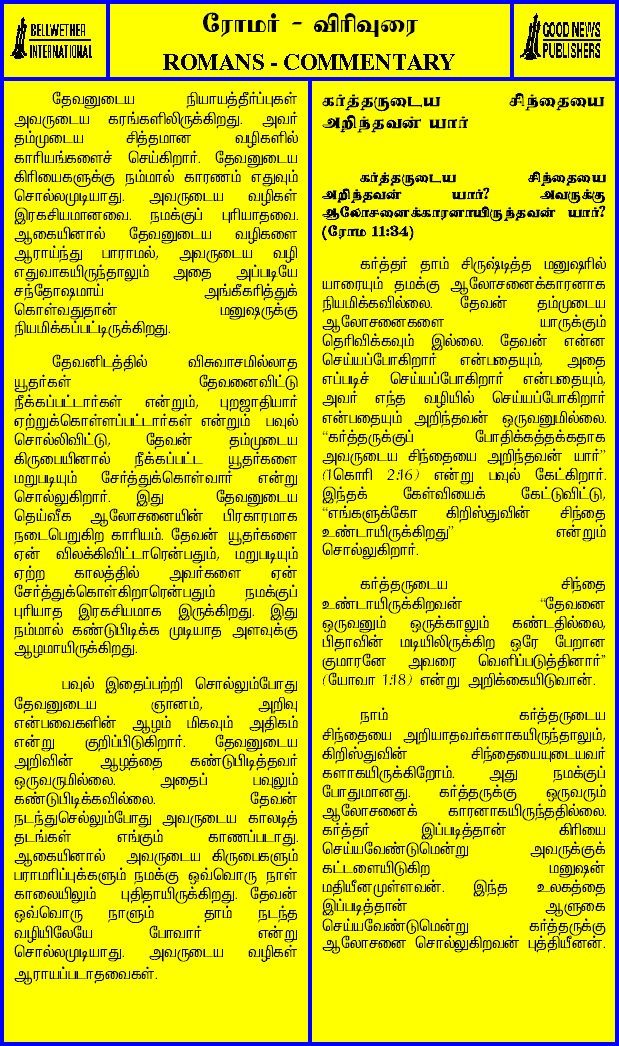 BELLWETHER
INTERNATIONAL
ரோமர் - விரிவுரை
ROMANS - COMMENTARY
GOOD NEWS
PUBLISHERS
தேவனுடைய நியாயத்தீர்ப்புகள்
அவருடைய கரங்களிலிருக்கிறது. அவர்
தம்முடைய சித்தமான வழிகளில்
காரியங்களைச் செய்கிறார். தேவனுடைய
கிரியைகளுக்கு நம்மால் காரணம் எதுவும்
சொல்லமுடியாது. அவருடைய வழிகள்
இரகசியமானவை. நமக்குப் புரியாதவை.
ஆகையினால் தேவனுடைய வழிகளை
ஆராய்ந்து பாராமல், அவருடைய வழி
எதுவாகயிருந்தாலும் அதை அப்படியே
சந்தோஷமாய் அங்கீகரித்துக்
கொள்வதுதான் மனுஷருக்கு
நியமிக்கப்பட்டிருக்கிறது.
தேவனிடத்தில் விசுவாசமில்லாத
யூதர்கள் தேவனைவிட்டு
நீக்கப்பட்டார்கள் என்றும், புறஜாதியார்
ஏற்றுக்கொள்ளப்பட்டார்கள் என்றும் பவுல்
சொல்லிவிட்டு, தேவன் தம்முடைய
கிருபையினால் நீக்கப்பட்ட யூதர்களை
மறுபடியும் சேர்த்துக்கொள்வார் என்று
சொல்லுகிறார். இது தேவனுடைய
தெய்வீக ஆலோசனையின் பிரகாரமாக
நடைபெறுகிற காரியம். தேவன் யூதர்களை
ஏன் விலக்கிவிட்டாரென்பதும், மறுபடியும்
ஏற்ற காலத்தில் அவர்களை ஏன்
சேர்த்துக்கொள்கிறாரென்பதும் நமக்குப்
புரியாத இரகசியமாக இருக்கிறது. இது
நம்மால் கண்டுபிடிக்க முடியாத அளவுக்கு
ஆழமாயிருக்கிறது.
பவுல் இதைப்பற்றி சொல்லும்போது
தேவனுடைய ஞானம், அறிவு
என்பவைகளின் ஆழம் மிகவும் அதிகம்
என்று குறிப்பிடுகிறார். தேவனுடைய
அறிவின் ஆழத்தை கண்டுபிடித்தவர்
ஒருவருமில்லை. அதைப் பவுலும்
கண்டுபிடிக்கவில்லை. தேவன்
நடந்துசெல்லும்போது அவருடைய காலடித்
தடங்கள் எங்கும் காணப்படாது.
ஆகையினால் அவருடைய கிருபைகளும்
பராமரிப்புக்களும் நமக்கு ஒவ்வொரு நாள்
காலையிலும் புதிதாயிருக்கிறது. தேவன்
ஒவ்வொரு நாளும் தாம் நடந்த
வழியிலேயே போவார் என்று
சொல்லமுடியாது. அவருடைய வழிகள்
ஆராயப்படாதவைகள்.
கர்த்தருடைய சிந்தையை
அறிந்தவன் யார்
கர்த்தருடைய சிந்தையை
அறிந்தவன் யார்? அவருக்கு
ஆலோசனைக்காரனாயிருந்தவன் யார்?
(ரோம 11:34)
கர்த்தர் தாம் சிருஷ்டித்த மனுஷரில்
யாரையும் தமக்கு ஆலோசனைக்காரனாக
நியமிக்கவில்லை. தேவன் தம்முடைய
ஆலோசனைகளை யாருக்கும்
தெரிவிக்கவும் இல்லை. தேவன் என்ன
செய்யப்போகிறார் என்பதையும், அதை
எப்படிச் செய்யப்போகிறார் என்பதையும்,
அவர் எந்த வழியில் செய்யப்போகிறார்
என்பதையும் அறிந்தவன் ஒருவனுமில்லை.
“கர்த்தருக்குப் போதிக்கத்தக்கதாக
அவருடைய சிந்தையை அறிந்தவன் யார்”
(1கொரி 2:16) என்று பவுல் கேட்கிறார்.
இந்தக் கேள்வியைக் கேட்டுவிட்டு,
“எங்களுக்கோ கிறிஸ்துவின் சிந்தை
உண்டாயிருக்கிறது” என்றும்
சொல்லுகிறார்.
கர்த்தருடைய சிந்தை
உண்டாயிருக்கிறவன் “தேவனை
ஒருவனும் ஒருக்காலும் கண்டதில்லை,
பிதாவின் மடியிலிருக்கிற ஒரே பேறான
குமாரனே அவரை வெளிப்படுத்தினார்”
(யோவா 1:18) என்று அறிக்கையிடுவான்.
நாம் கர்த்தருடைய
சிந்தையை அறியாதவர்களாகயிருந்தாலும்,
கிறிஸ்துவின் சிந்தையையுடையவர்
களாகயிருக்கிறோம். அது நமக்குப்
போதுமானது. கர்த்தருக்கு ஒருவரும்
ஆலோசனைக் காரனாகயிருந்ததில்லை.
கர்த்தர் இப்படித்தான் கிரியை
செய்யவேண்டுமென்று அவருக்குக்
கட்டளையிடுகிற மனுஷன்
மதியீனமுள்ளவன். இந்த உலகத்தை
இப்படித்தான் ஆளுகை
செய்யவேண்டுமென்று கர்த்தருக்கு
ஆலோசனை சொல்லுகிறவன் புத்தியீனன்.